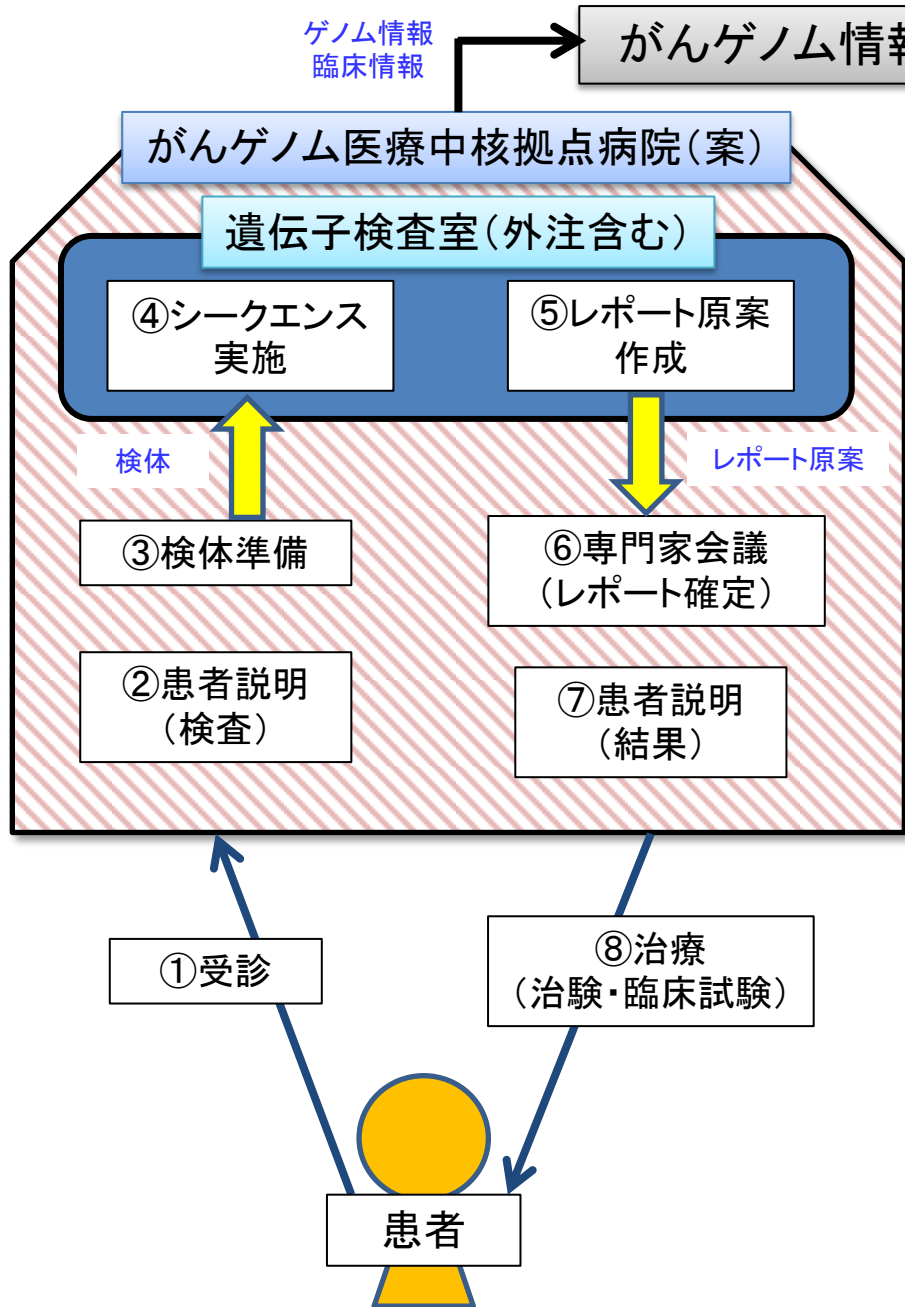 ゲノム情報
臨床情報
がんゲノム情報
がんゲノム医療中核拠点病院（案）
遺伝子検査室（外注含む）
④シークエンス
実施
⑤レポート原案
作成
検体
レポート原案
③検体準備
⑥専門家会議
（レポート確定）
②患者説明
（検査）
⑦患者説明
（結果）
①受診
⑧治療
（治験・臨床試験）
患者